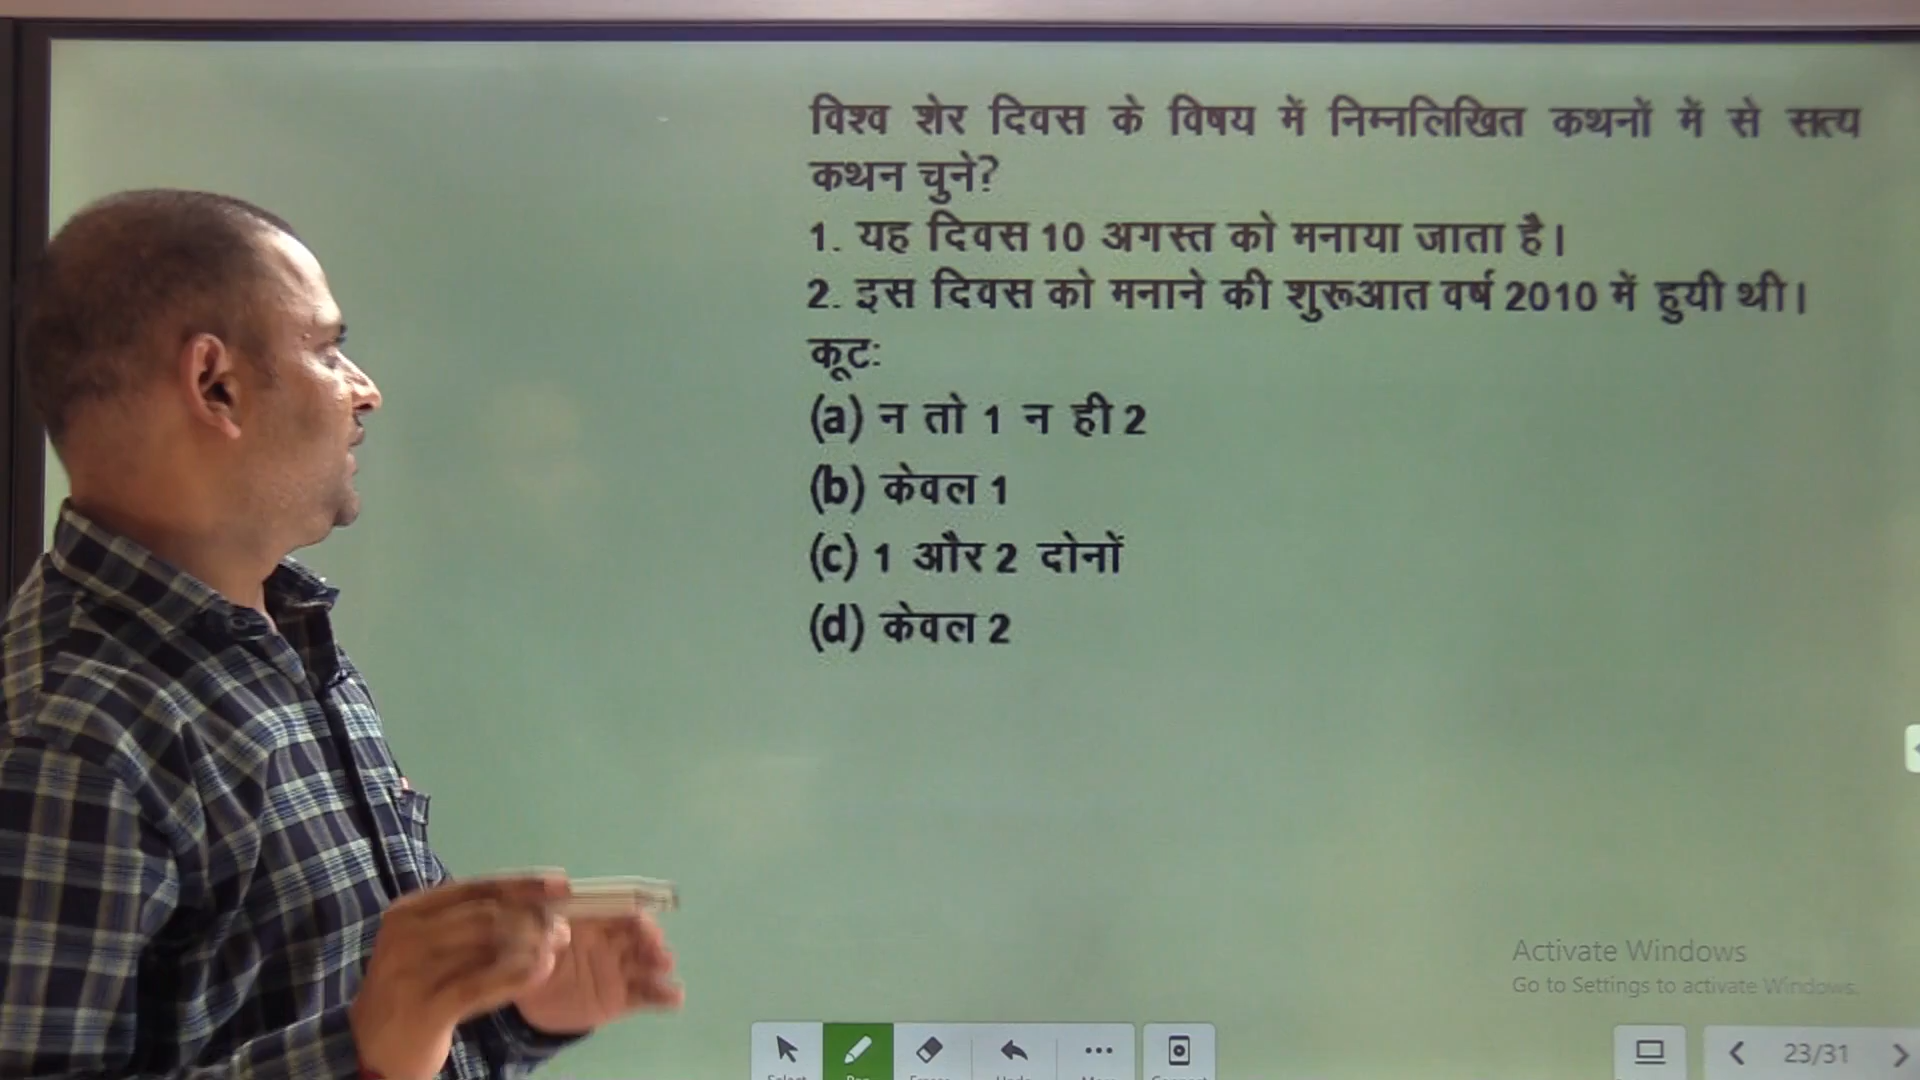 विश्व शेर दिवस के विषय में निम्नलिखित कथनों में से सत्य
कथन चुने?
1. यह दिवस 10 अगस्त को मनाया जाता है।
2. इस दिवस को मनाने की शुरूआत वर्ष 2010 में हुयी थी।
कूटः
(a) न तो 1 न ही 2
(b) केवल 1
(c) 1 और 2 दोनों
(d) केवल 2
Activate Windows
Go to Settings to activate Windows.
23/31